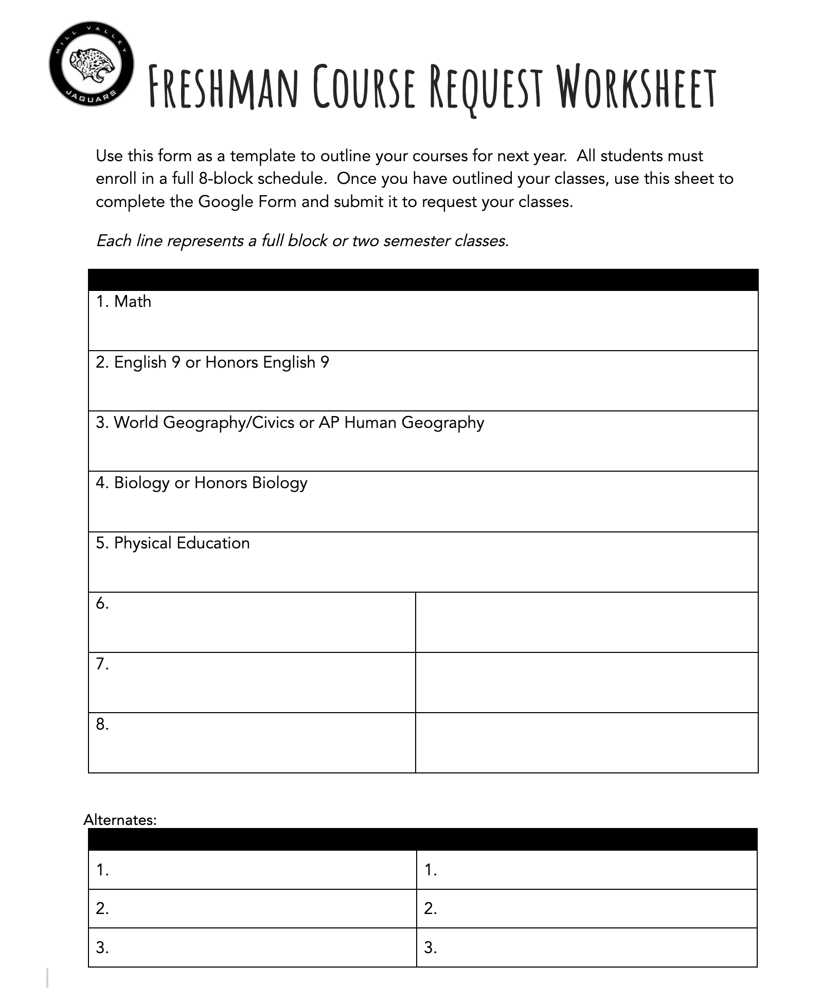 MILL VALLEY
JAGUARS
FRESHMAN COURSE REQUEST WORKSHEET
Use this form as a template to outline your courses for next year.  All students must
enroll in a full 8-block schedule.  Once you have outlined your classes, use this sheet to
complete the Google Form and submit it to request your classes.
Each line represents a full block or two semester classes.
1. Math
2. English 9 or Honors English 9
3. World Geography/Civics or AP Human Geography
4. Biology or Honors Biology
5. Physical Education
6.
7.
8.
Alternates:
1. 1.
2. 2.
3. 3.